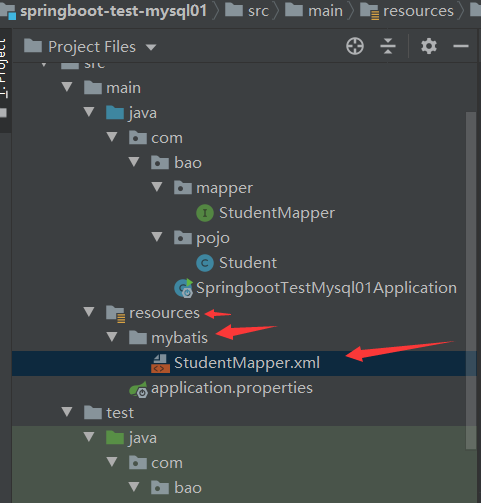 springboot-test-mysql01 src main resources
1: Project
Project Files
src
main
java
com
bao
mapper
I StudentMapper
pojo
C Student
SpringbootTestMysql01Application
resources
mybatis
StudentMapper.xml
application.properties
test
java
com
bao